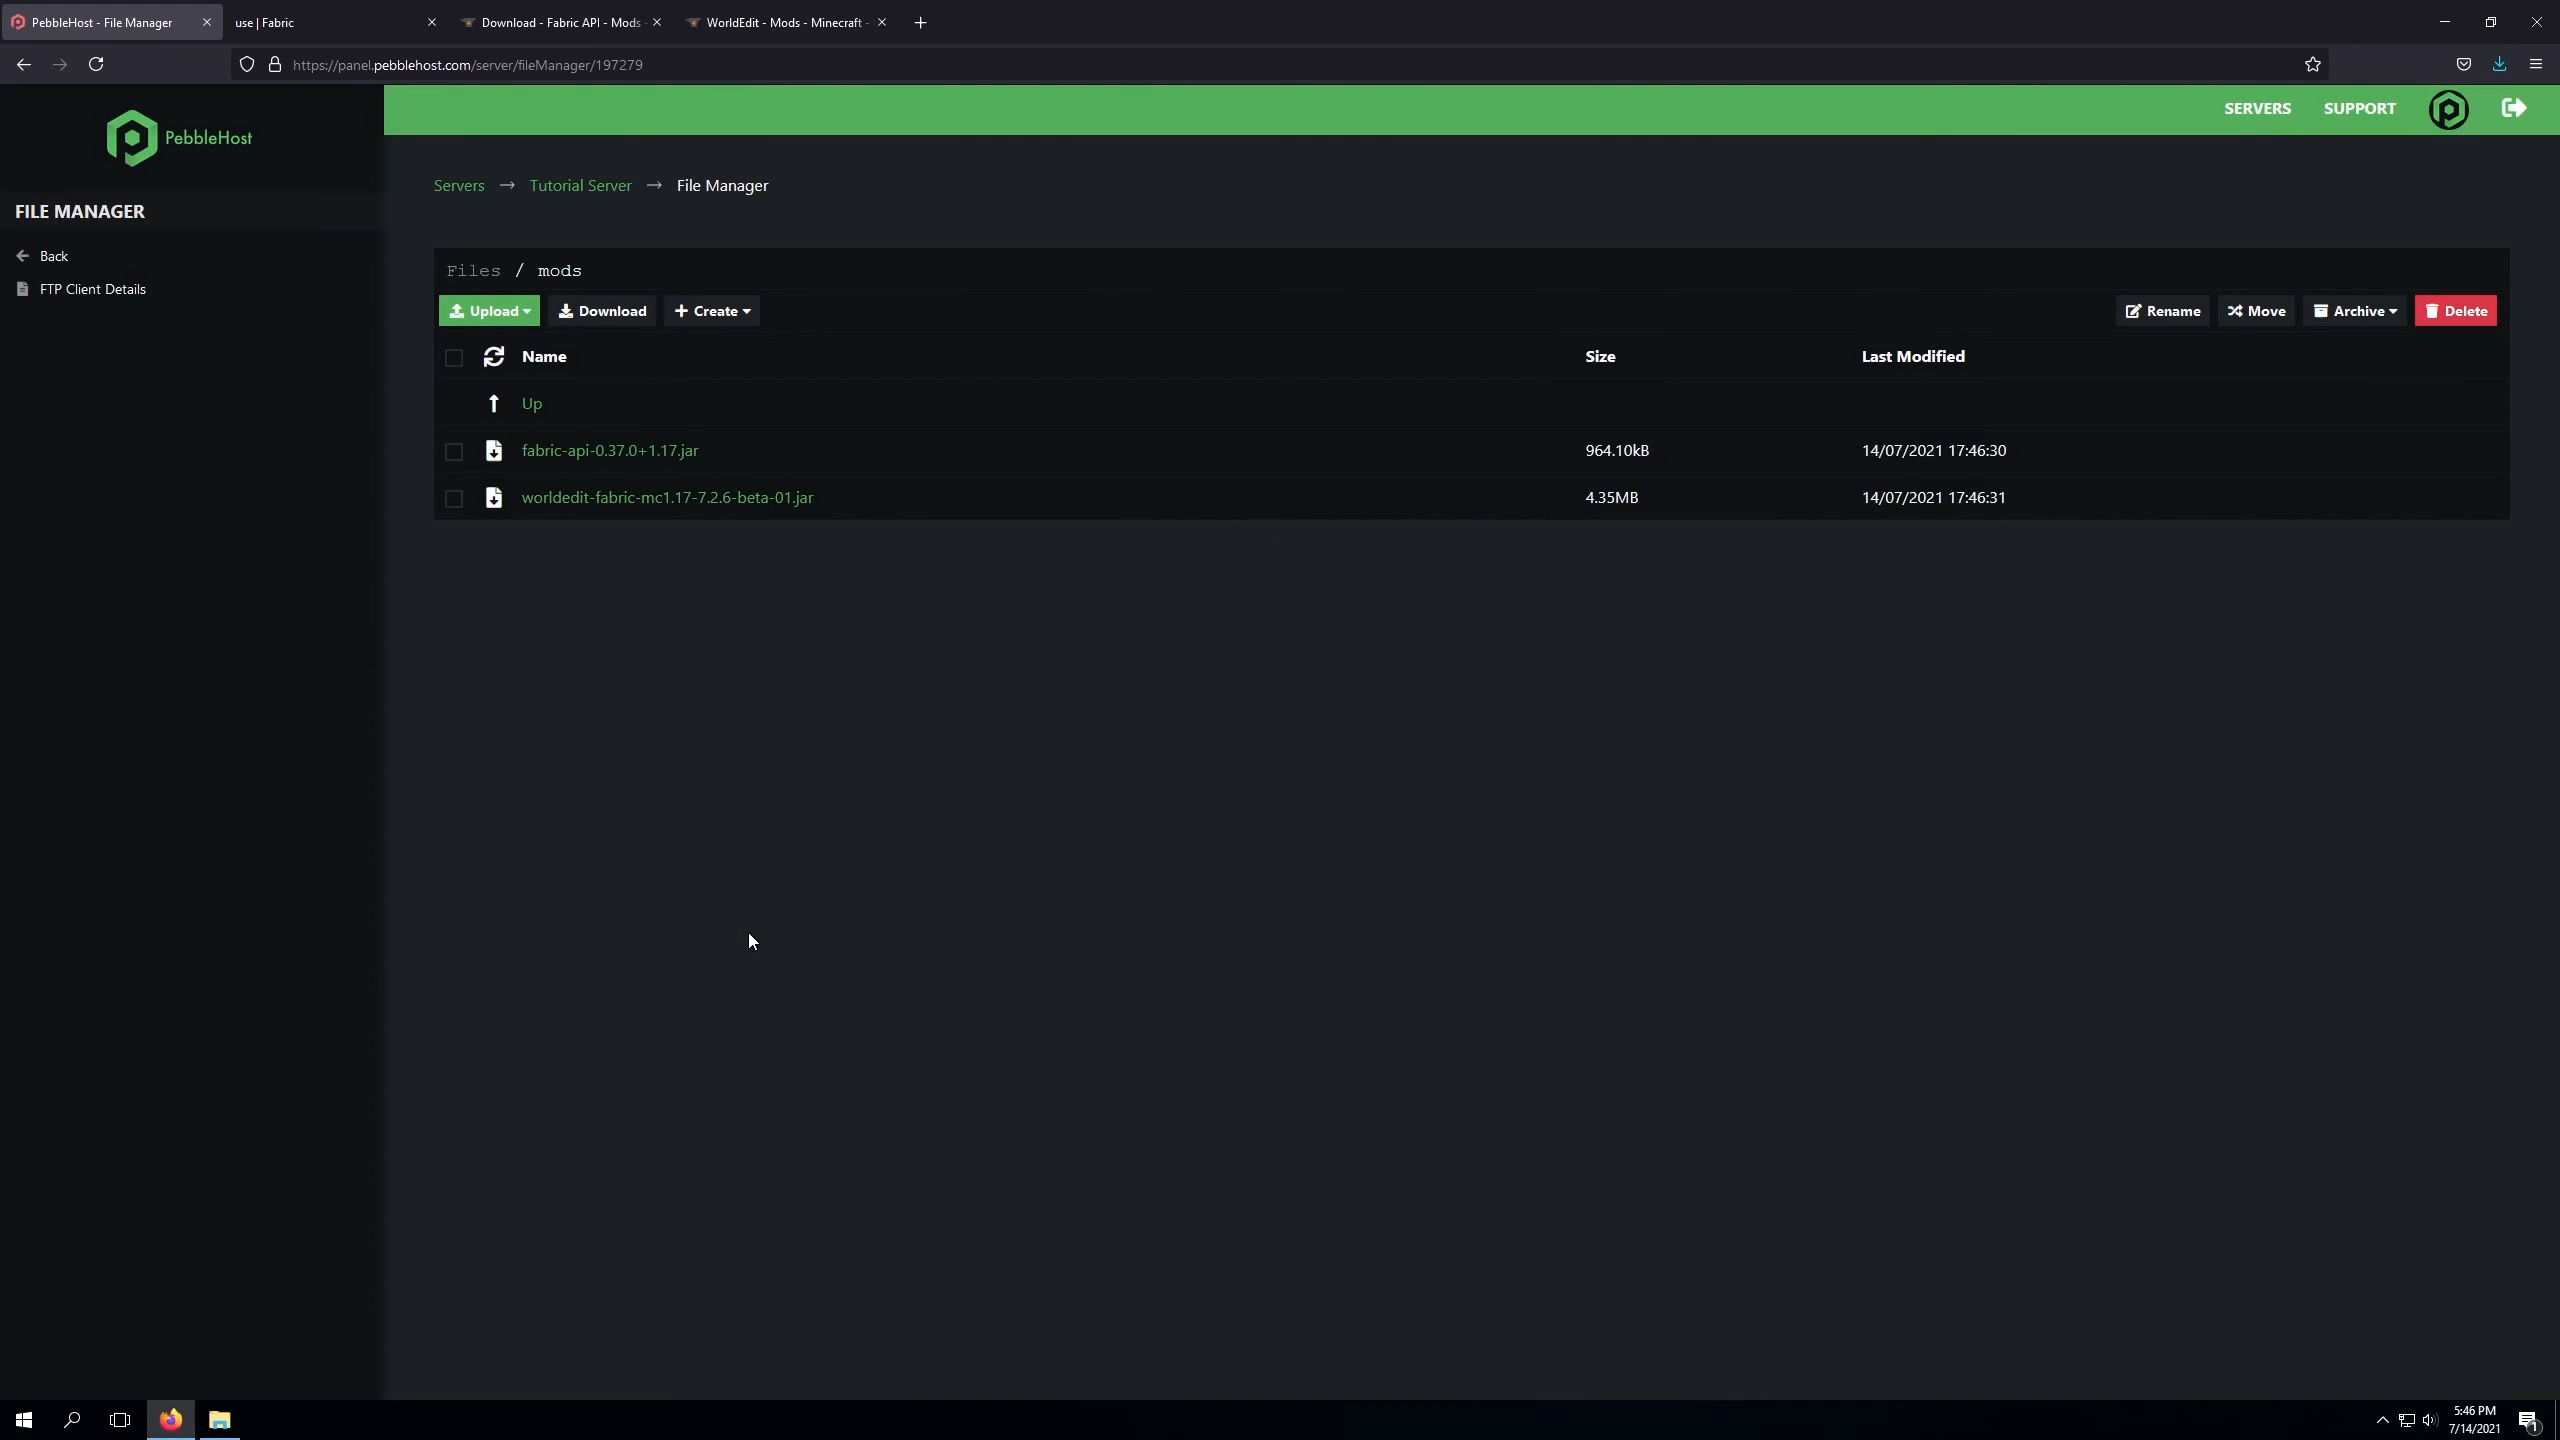 PebbleHost - File Manager
use | Fabric
Download - Fabric API - Mods -
WorldEdit - Mods - Minecraft -
https://panel.pebblehost.com/server/fileManager/197279
PebbleHost
SERVERS SUPPORT
Servers → Tutorial Server → File Manager
FILE MANAGER
Back
FTP Client Details
Files / mods
Upload Download + Create Rename Move Archive Delete
Name Size Last Modified
Up
fabric-api-0.37.0+1.17.jar 964.10kB 14/07/2021 17:46:30
worldedit-fabric-mc1.17-7.2.6-beta-01.jar 4.35MB 14/07/2021 17:46:31
5:46 PM
7/14/2021
1